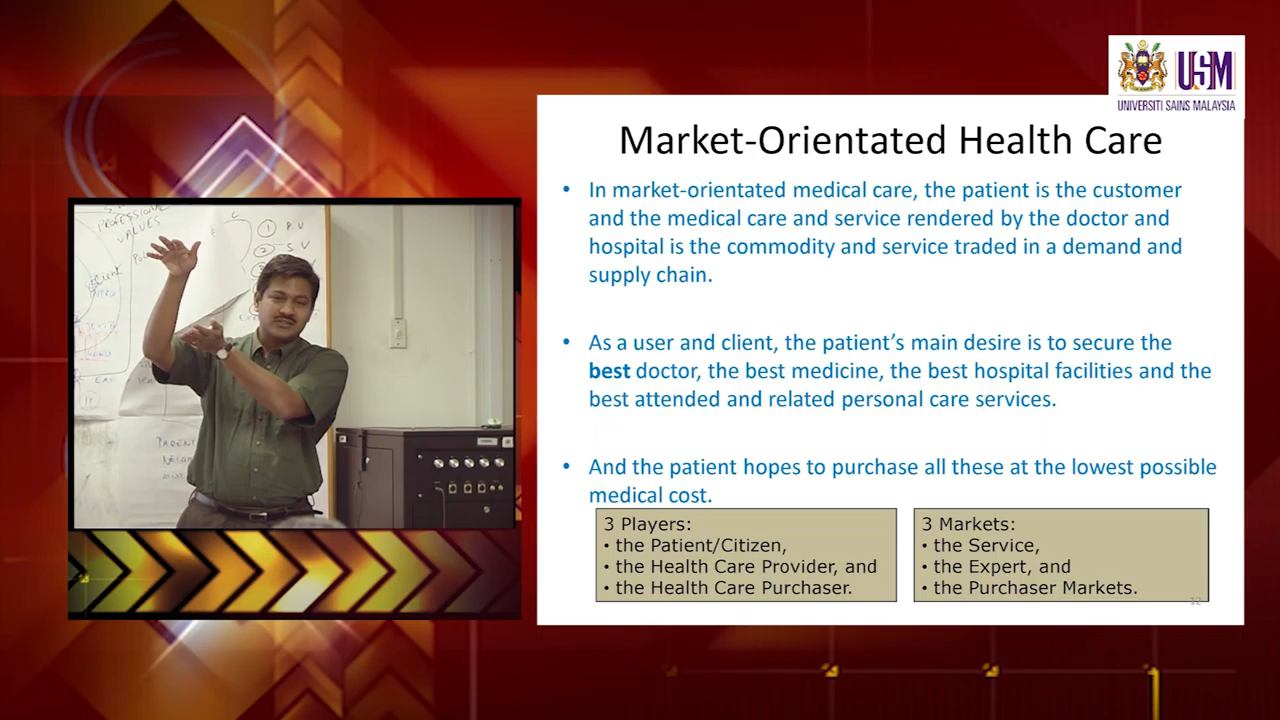 USM
UNIVERSITI SAINS MALAYSIA
Market-Orientated Health Care
• In market-orientated medical care, the patient is the customer
and the medical care and service rendered by the doctor and
hospital is the commodity and service traded in a demand and
supply chain.
• As a user and client, the patient’s main desire is to secure the
best doctor, the best medicine, the best hospital facilities and the
best attended and related personal care services.
• And the patient hopes to purchase all these at the lowest possible
medical cost.
3 Players:
• the Patient/Citizen,
• the Health Care Provider, and
• the Health Care Purchaser.
3 Markets:
• the Service,
• the Expert, and
• the Purchaser Markets.
12
PROFESSIONAL
VALUES
1 P.V
2 S.V